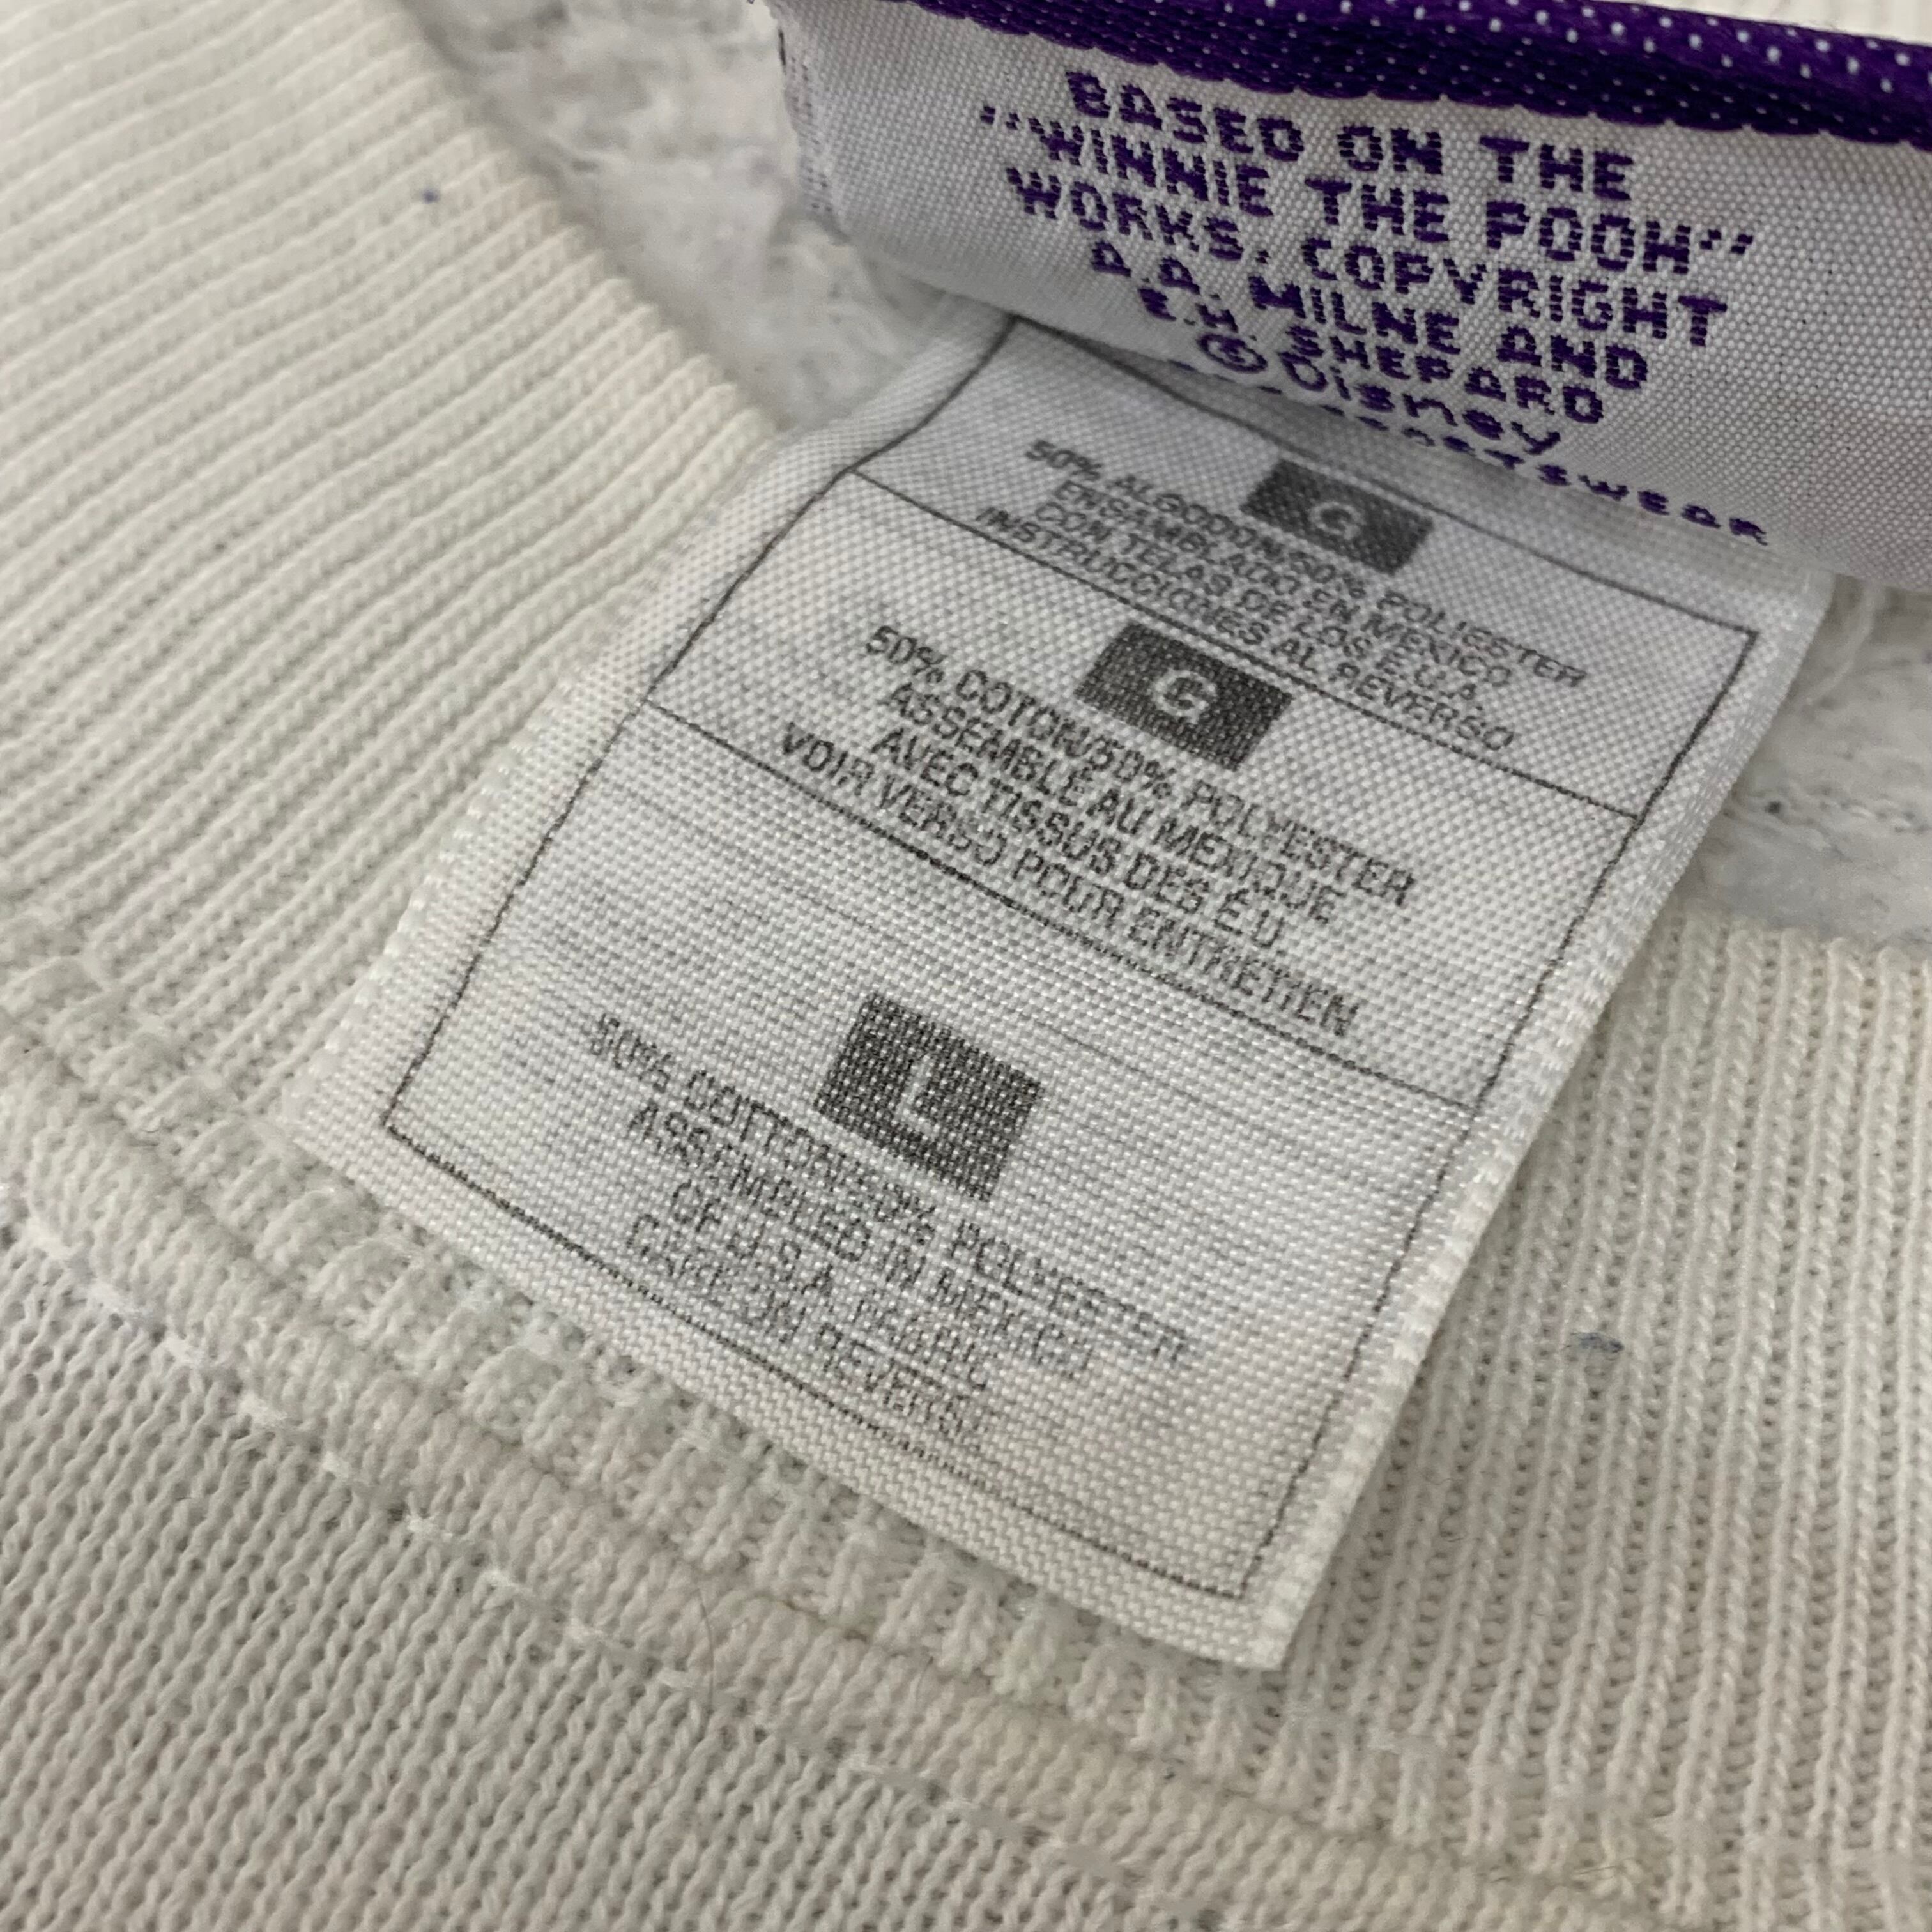 BASED ON THE
"WINNIE THE POOH"
WORKS, COPYRIGHT
A.A. MILNE AND
E.H. SHEPARD
© Disney
SPORTSWEAR
G
50% ALGODON/50% POLIESTER
ENSAMBLADO EN MEXICO
CON TELAS DE LOS E.U.A.
INSTRUCCIONES AL REVERSO
G
50% COTON/50% POLYESTER
ASSEMBLÉ AU MEXIQUE
AVEC TISSUS DES É.U.
VOIR VERSO POUR ENTRETIEN
L
50% COTTON/50% POLYESTER
ASSEMBLED IN MEXICO
OF U.S.A. FABRIC
CARE ON REVERSE